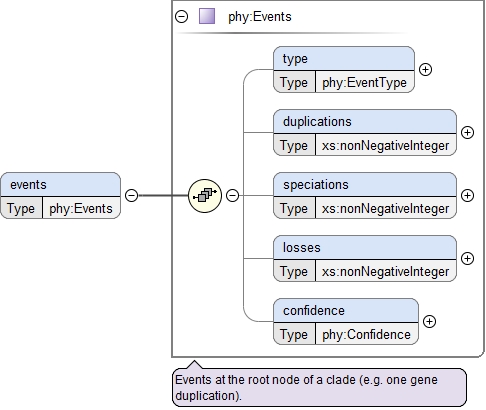 phy:Events
type
Type phy:EventType
duplications
Type xs:nonNegativeInteger
events
Type phy:Events
speciations
Type xs:nonNegativeInteger
losses
Type xs:nonNegativeInteger
confidence
Type phy:Confidence
Events at the root node of a clade (e.g. one gene
duplication).